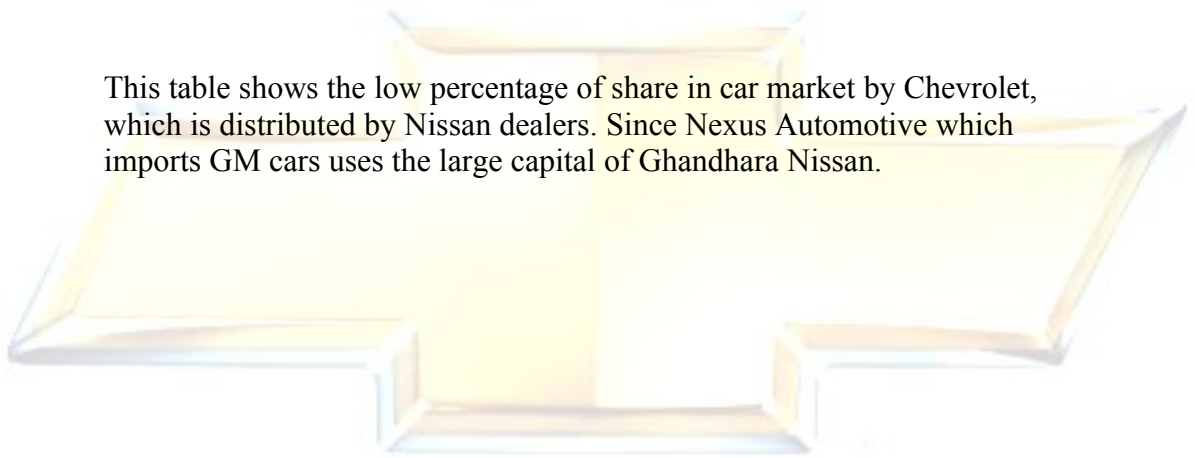 This table shows the low percentage of share in car market by Chevrolet,
which is distributed by Nissan dealers. Since Nexus Automotive which
imports GM cars uses the large capital of Ghandhara Nissan.